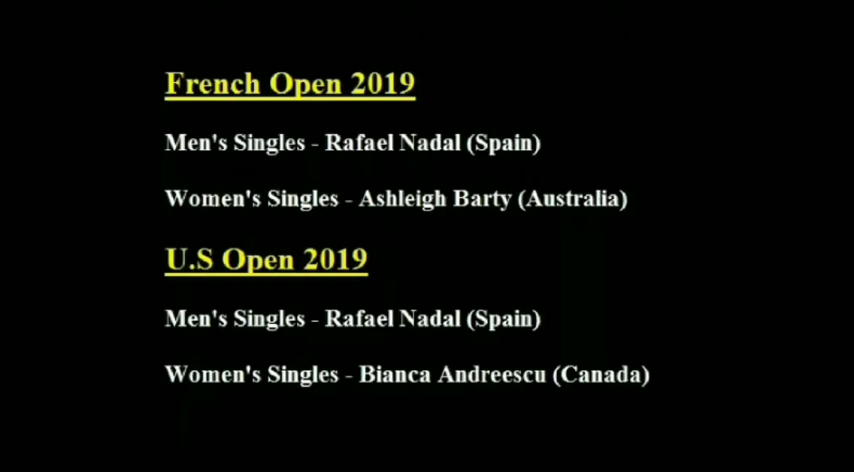 French Open 2019
Men's Singles - Rafael Nadal (Spain)
Women's Singles - Ashleigh Barty (Australia)
U.S Open 2019
Men's Singles - Rafael Nadal (Spain)
Women's Singles - Bianca Andreescu (Canada)